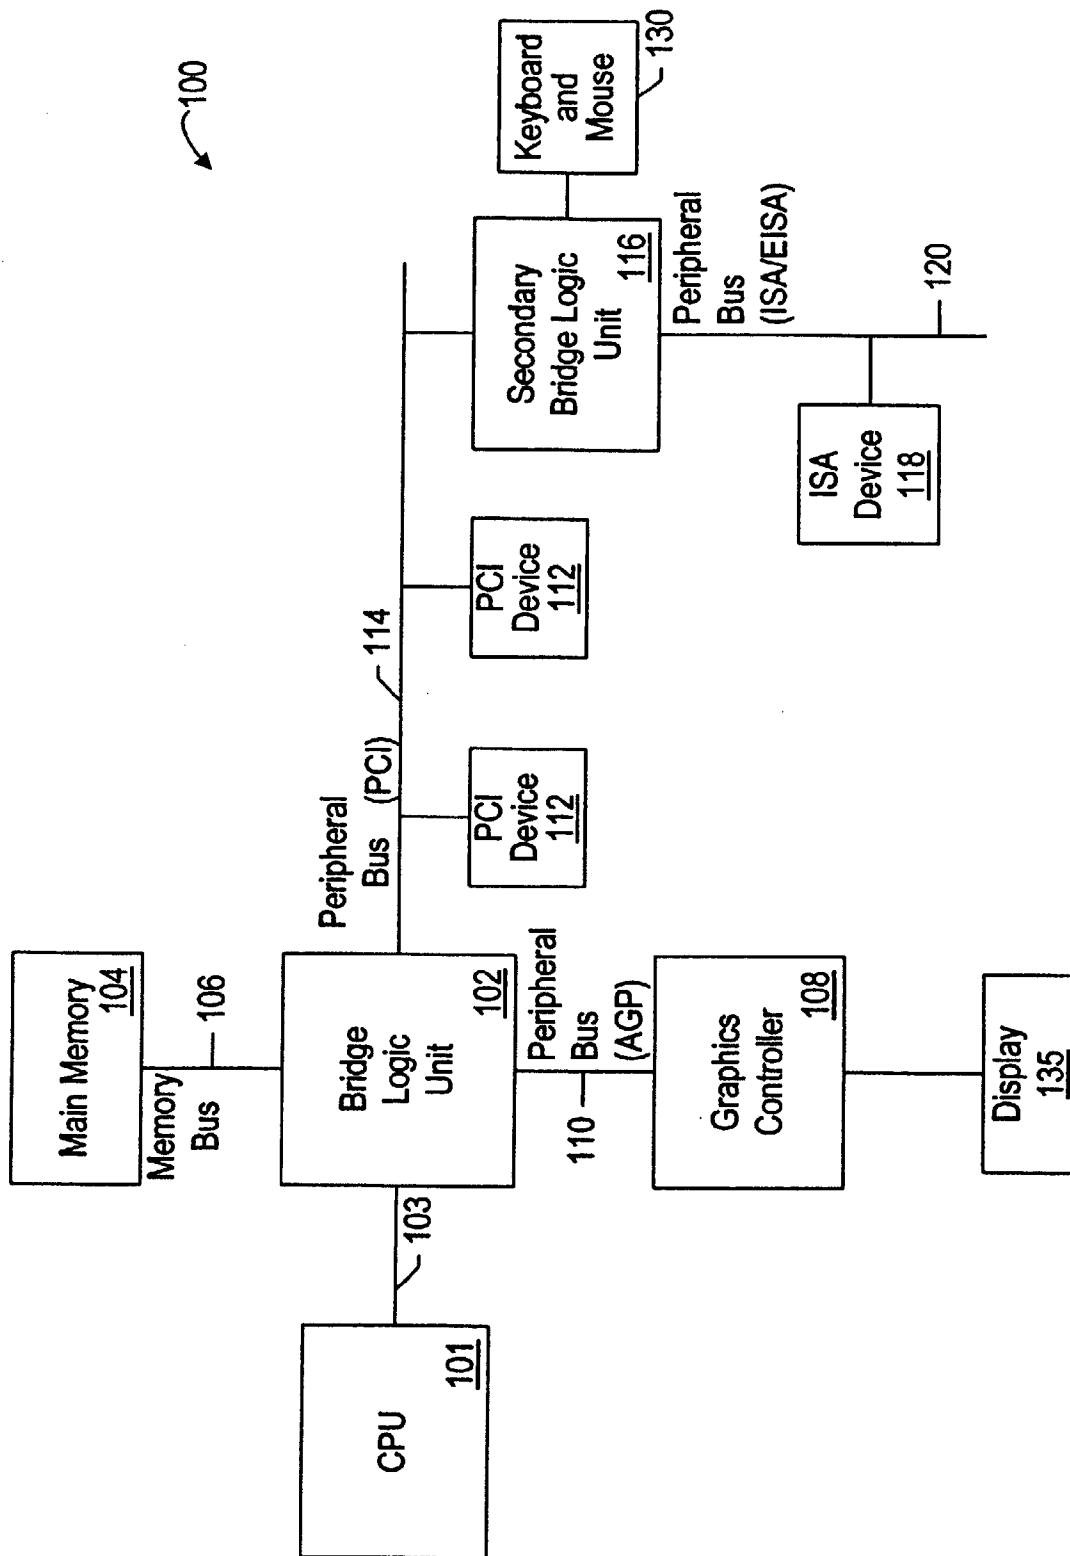 100
Main Memory
104
Memory
Bus
106
CPU
101
103
Bridge
Logic
Unit
102
Peripheral
Bus
(PCI)
114
110
Peripheral
Bus
(AGP)
Graphics
Controller
108
Display
135
PCI
Device
112
PCI
Device
112
Secondary
Bridge Logic
Unit
116
Keyboard
and
Mouse
130
Peripheral
Bus
(ISA/EISA)
120
ISA
Device
118